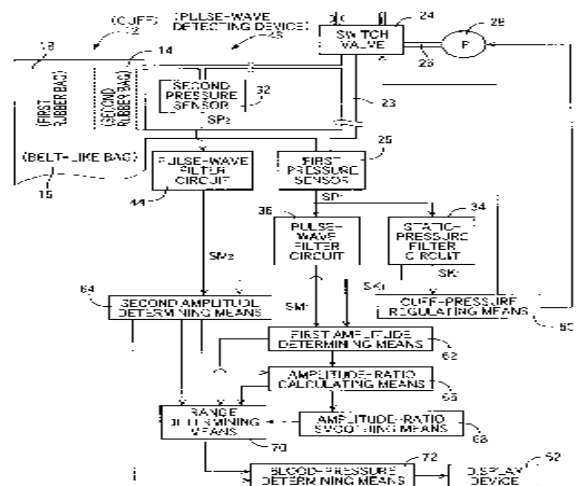 (CUFF)
12
(PULSE-WAVE
DETECTING DEVICE)
48
24
SWITCH
VALVE
28
P
26
18
14
(FIRST
RUBBER BAG)
(SECOND
RUBBER BAG)
SECOND
PRESSURE
SENSOR
32
SP2
23
(BELT-LIKE BAG)
PULSE-WAVE
FILTER
CIRCUIT
44
FIRST
PRESSURE
SENSOR
25
36
PULSE-
WAVE
FILTER
CIRCUIT
34
STATIC-
PRESSURE
FILTER
CIRCUIT
SM2
64
SECOND AMPLITUDE
DETERMINING MEANS
CUFF-PRESSURE
REGULATING MEANS
FIRST AMPLITUDE
DETERMINING MEANS
62
AMPLITUDE-RATIO
CALCULATING MEANS
RANGE
DETERMINING
MEANS
70
AMPLITUDE-RATIO
SMOOTHING MEANS
68
72
BLOOD-PRESSURE
DETERMINING MEANS
52
DISPLAY
DEVICE